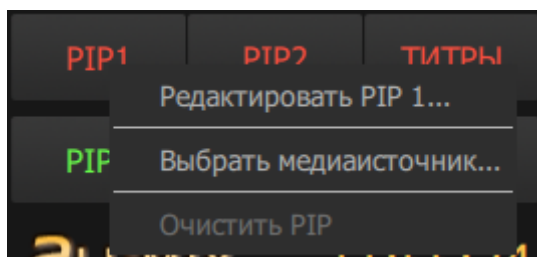 PIP1 PIP2 ТИТРЫ
Редактировать PIP 1...
PIP
Выбрать медиаисточник...
Очистить PIP